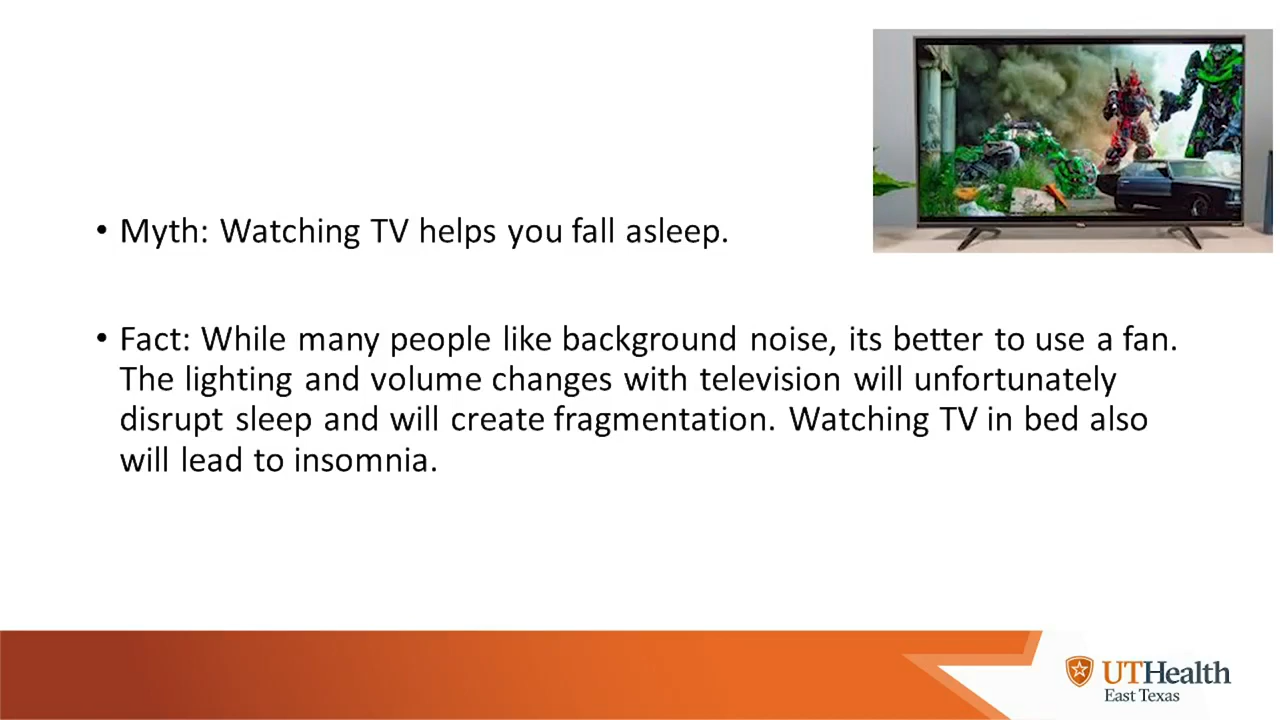 • Myth: Watching TV helps you fall asleep.
• Fact: While many people like background noise, its better to use a fan.
The lighting and volume changes with television will unfortunately
disrupt sleep and will create fragmentation. Watching TV in bed also
will lead to insomnia.
UTHealth
East Texas